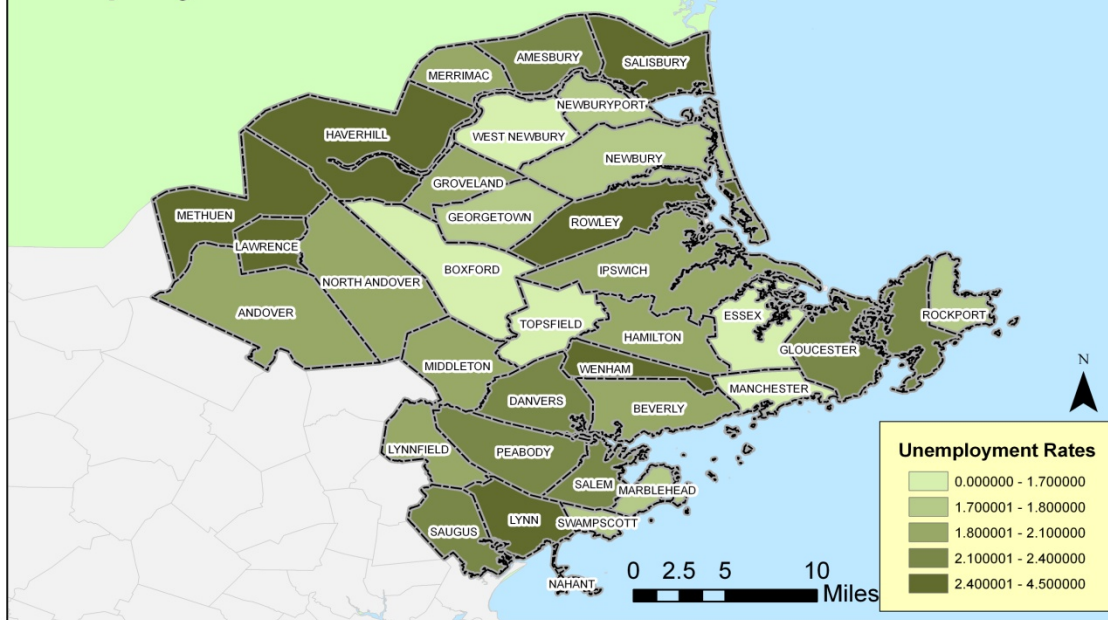 AMESBURY
SALISBURY
MERRIMAC
NEWBURYPORT
HAVERHILL
WEST NEWBURY
NEWBURY
GROVELAND
METHUEN
GEORGETOWN
ROWLEY
LAWRENCE
BOXFORD
IPSWICH
NORTH ANDOVER
ANDOVER
ESSEX
ROCKPORT
TOPSFIELD
HAMILTON
GLOUCESTER
MIDDLETON
WENHAM
MANCHESTER
DANVERS
BEVERLY
LYNNFIELD
PEABODY
SALEM
MARBLEHEAD
LYNN
SWAMPSCOTT
SAUGUS
NAHANT
N
0 2.5 5 10
Miles
Unemployment Rates
0.000000 - 1.700000
1.700001 - 1.800000
1.800001 - 2.100000
2.100001 - 2.400000
2.400001 - 4.500000